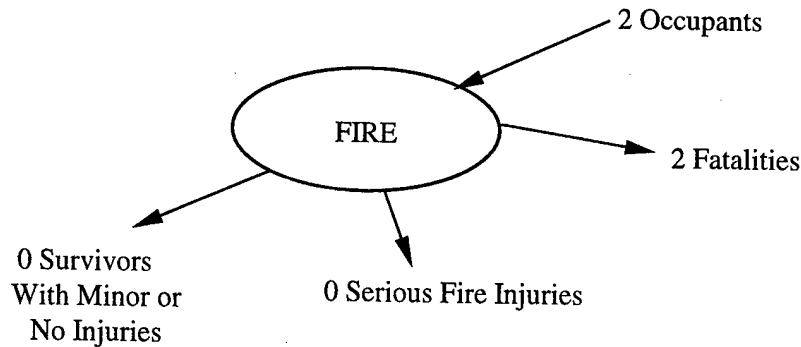 2 Occupants
FIRE
2 Fatalities
0 Survivors
With Minor or
No Injuries
0 Serious Fire Injuries